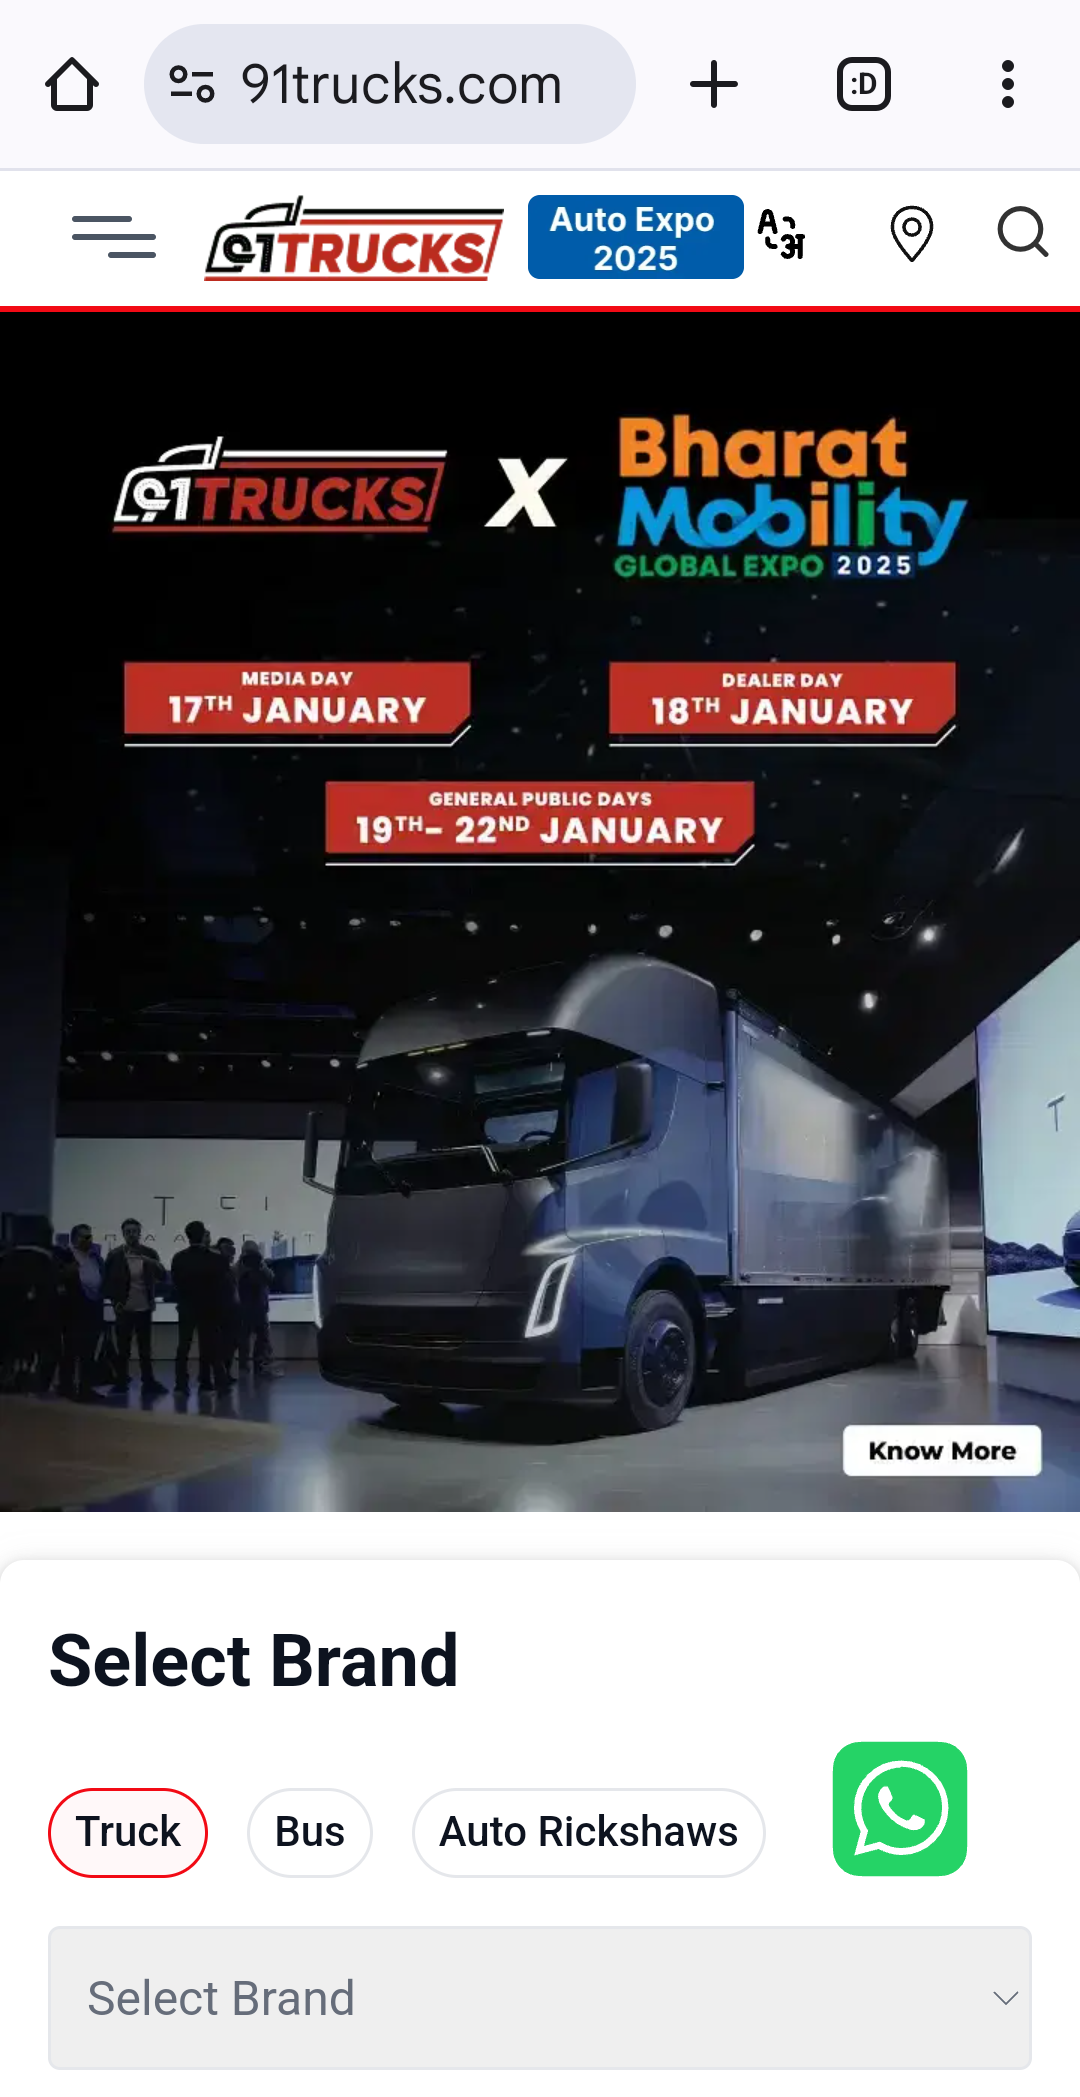 91trucks.com
:D
91TRUCKS
Auto Expo
2025
A अ
91TRUCKS X Bharat
Mobility
GLOBAL EXPO 2025
MEDIA DAY
17TH JANUARY
DEALER DAY
18TH JANUARY
GENERAL PUBLIC DAYS
19TH- 22ND JANUARY
Know More
Select Brand
Truck
Bus
Auto Rickshaws
Select Brand